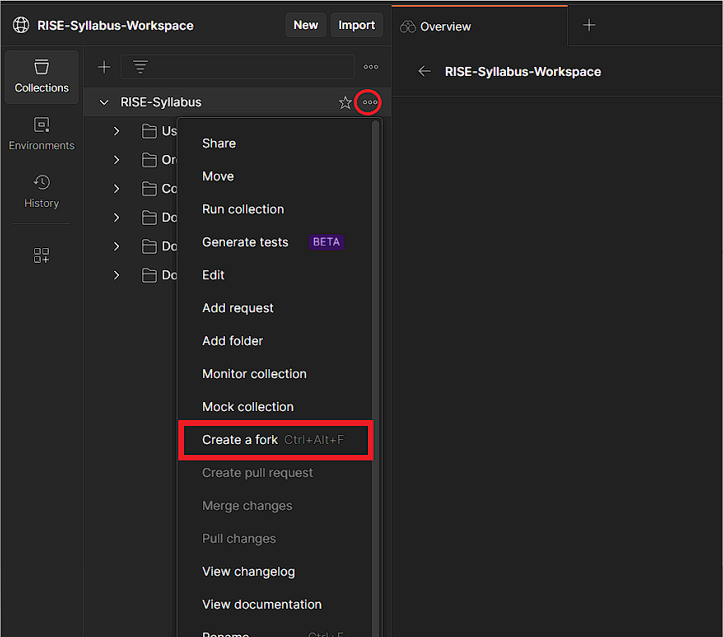 RISE-Syllabus-Workspace
New
Import
Overview
Collections
Environments
History
RISE-Syllabus
Us
Or
Co
Do
Do
Do
Share
Move
Run collection
Generate tests BETA
Edit
Add request
Add folder
Monitor collection
Mock collection
Create a fork Ctrl+Alt+F
Create pull request
Merge changes
Pull changes
View changelog
View documentation
Rename Ctrl+E
RISE-Syllabus-Workspace